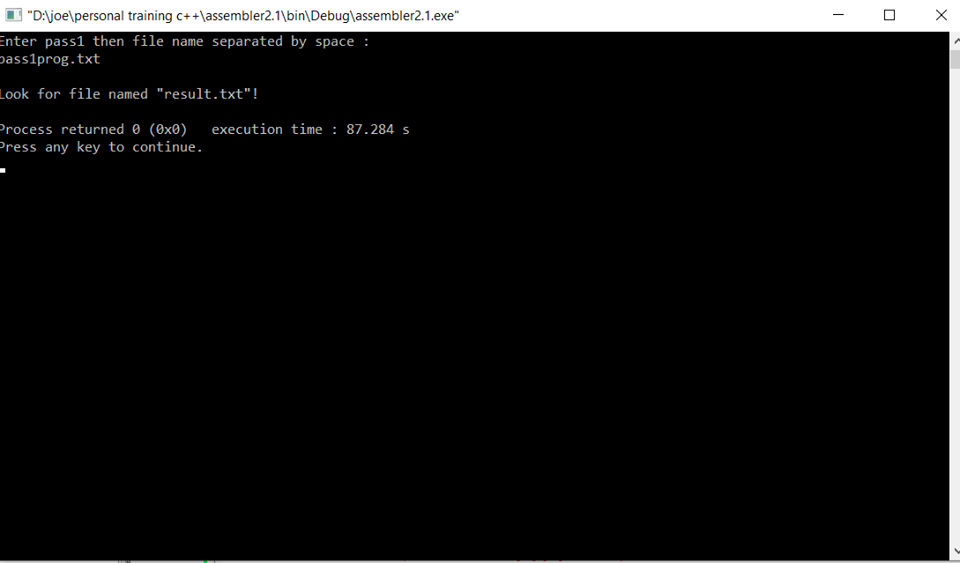 "D:\joe\personal training c++\assembler2.1\bin\Debug\assembler2.1.exe"
Enter pass1 then file name separated by space :
pass1prog.txt
Look for file named "result.txt"!
Process returned 0 (0x0)   execution time : 87.284 s
Press any key to continue.